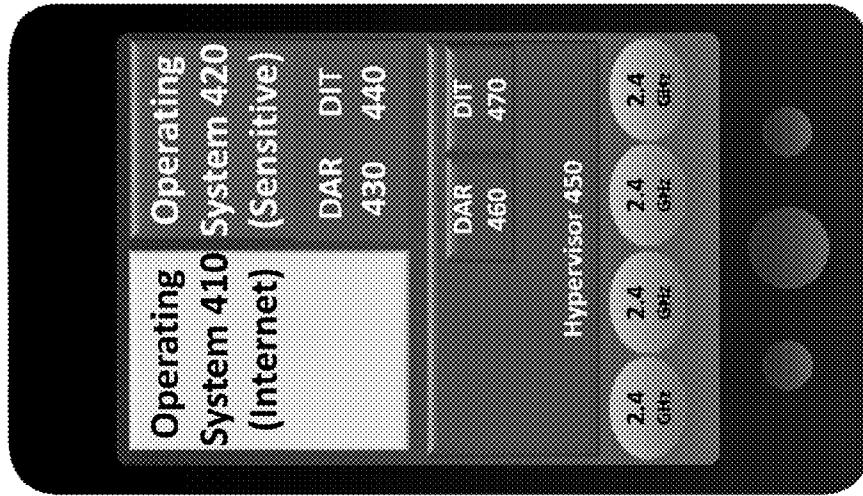 Operating
System 410
(Internet)
Operating
System 420
(Sensitive)
DAR
430
DIT
440
DAR
460
DIT
470
Hypervisor 450
2.4
GHz
2.4
GHz
2.4
GHz
2.4
GHz